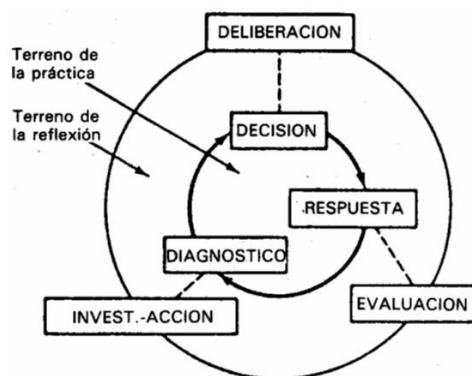 DELIBERACION
Terreno de
la práctica
Terreno de
la reflexión
DECISION
RESPUESTA
DIAGNOSTICO
INVEST.-ACCION
EVALUACION